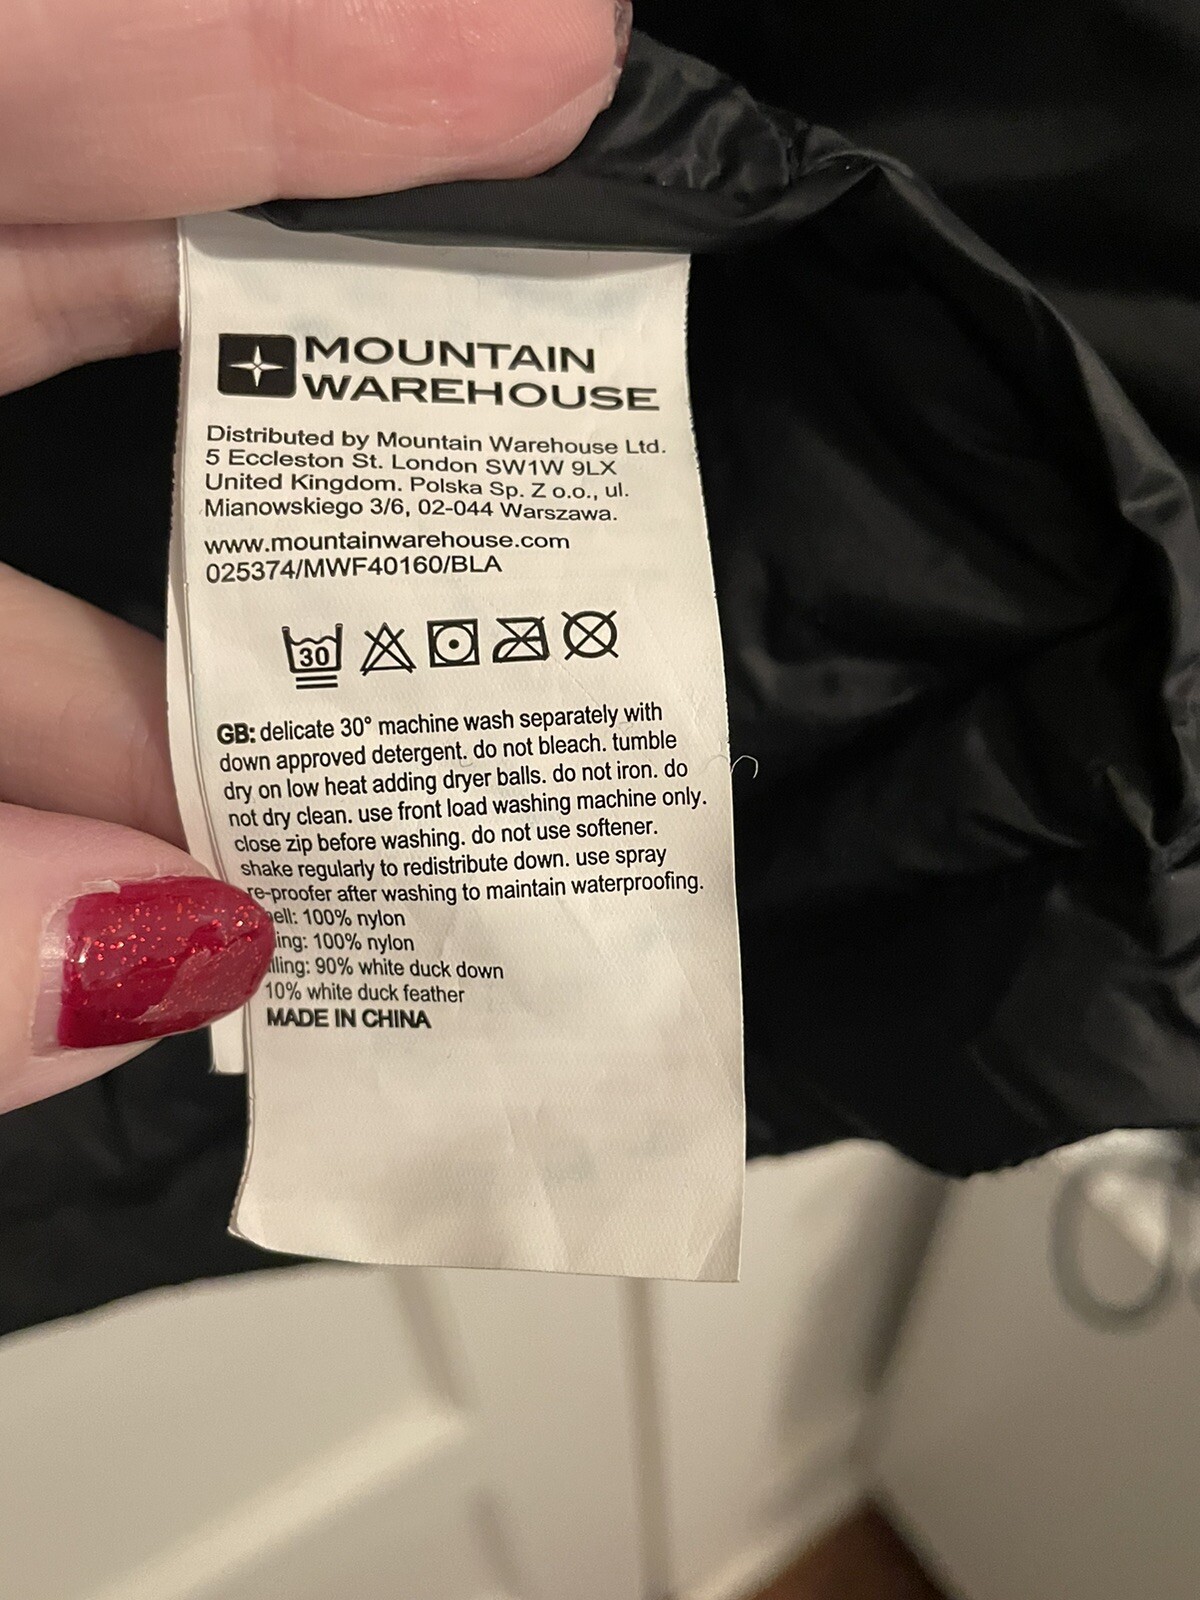 MOUNTAIN
WAREHOUSE
Distributed by Mountain Warehouse Ltd.
5 Eccleston St. London SW1W 9LX
United Kingdom. Polska Sp. Z o.o., ul.
Mianowskiego 3/6, 02-044 Warszawa.
www.mountainwarehouse.com
025374/MWF40160/BLA
30
GB: delicate 30° machine wash separately with
down approved detergent. do not bleach. tumble
dry on low heat adding dryer balls. do not iron. do
not dry clean. use front load washing machine only.
close zip before washing. do not use softener.
shake regularly to redistribute down. use spray
re-proofer after washing to maintain waterproofing.
ell: 100% nylon
ing: 100% nylon
lling: 90% white duck down
10% white duck feather
MADE IN CHINA